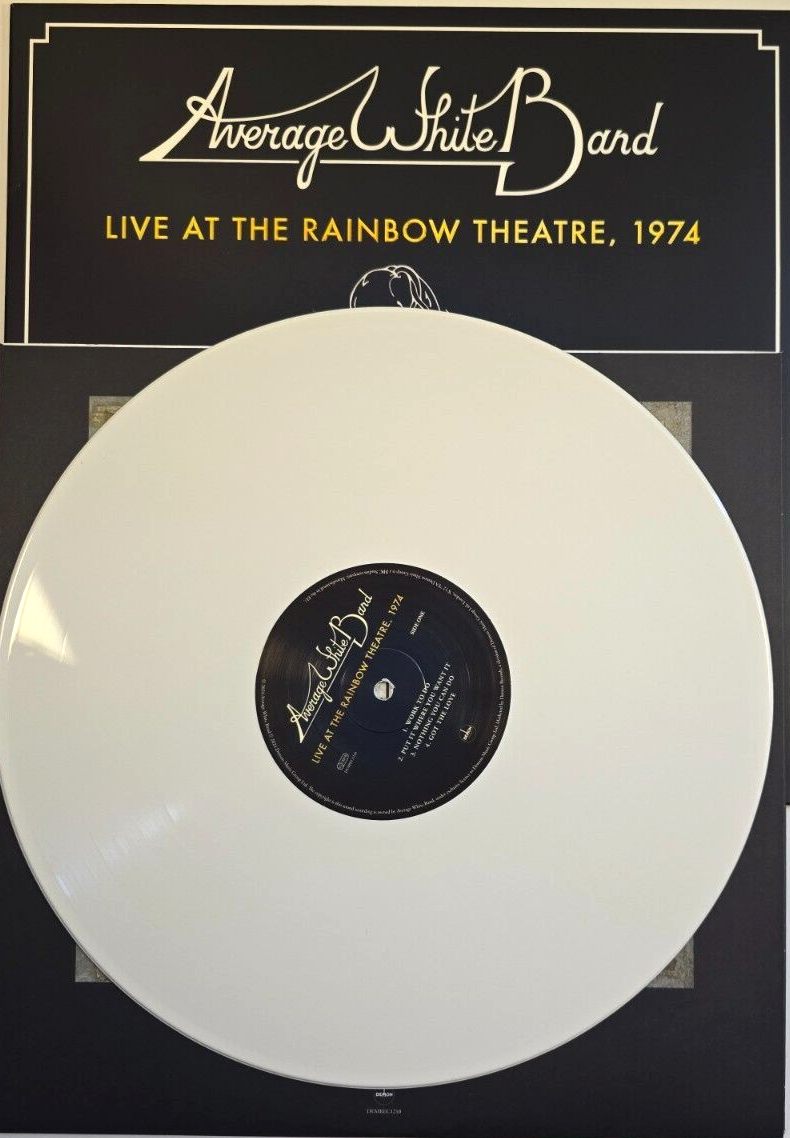 Average White Band
LIVE AT THE RAINBOW THEATRE, 1974
Average White Band
LIVE AT THE RAINBOW THEATRE, 1974
SIDE ONE
1. WORK TO DO
2. PUT IT WHERE YOU WANT IT
3. NOTHING YOU CAN DO
4. GOT THE LOVE
DEMON